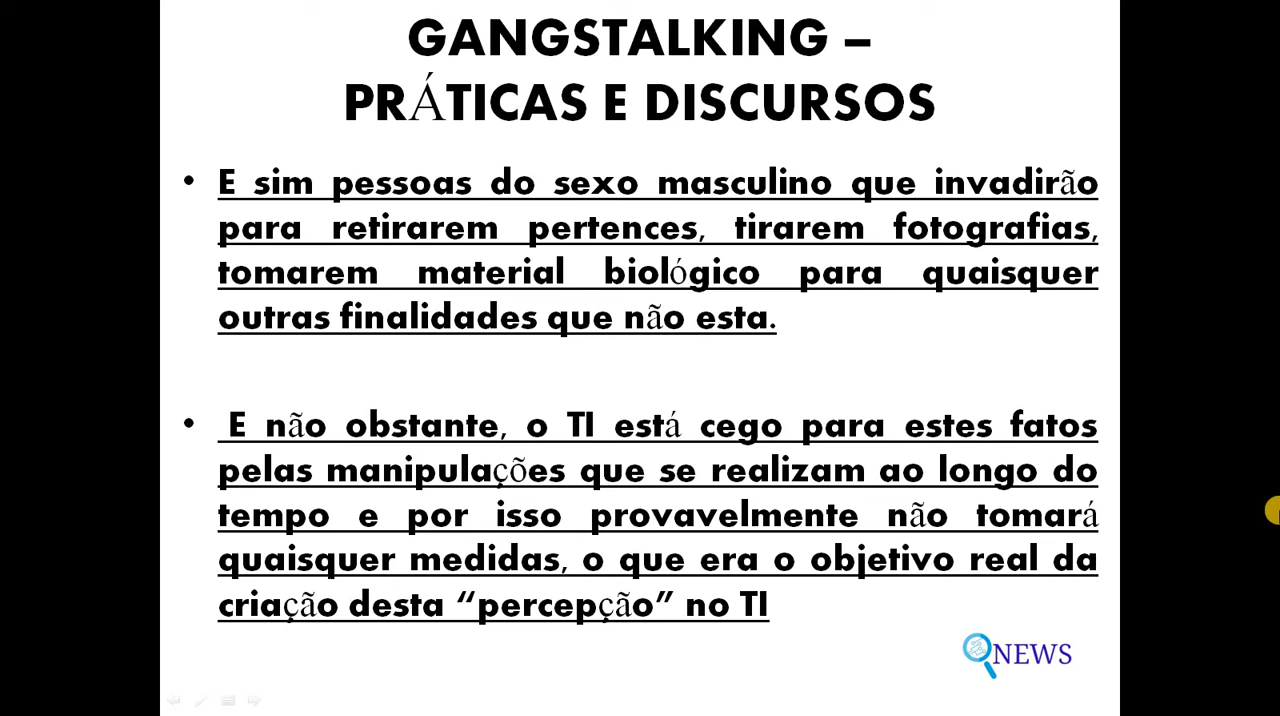 GANGSTALKING –
PRÁTICAS E DISCURSOS
• E sim pessoas do sexo masculino que invadirão
para retirarem pertences, tirarem fotografias,
tomarem material biológico para quaisquer
outras finalidades que não esta.
• E não obstante, o TI está cego para estes fatos
pelas manipulações que se realizam ao longo do
tempo e por isso provavelmente não tomará
quaisquer medidas, o que era o objetivo real da
criação desta “percepção” no TI
NEWS